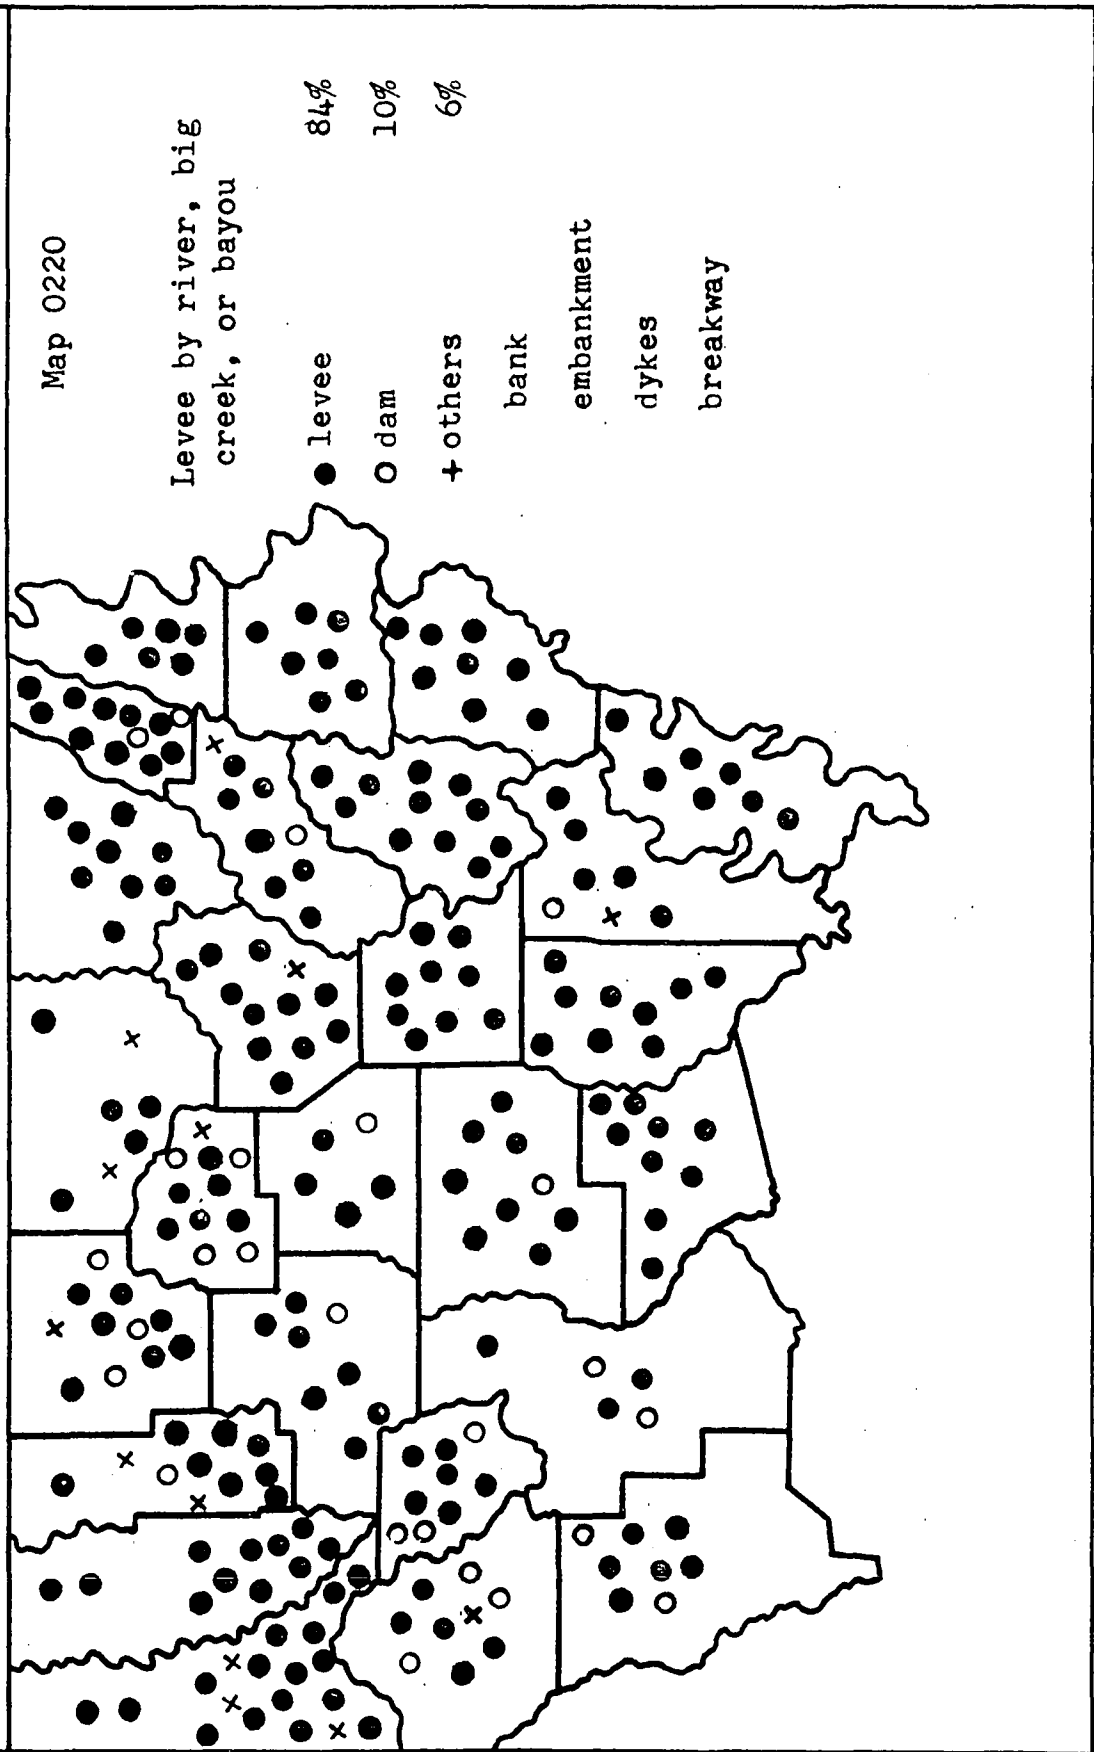 Map 0220
Levee by river, big
creek, or bayou
● levee 84%
O dam 10%
+ others 6%
bank
embankment
dykes
breakway